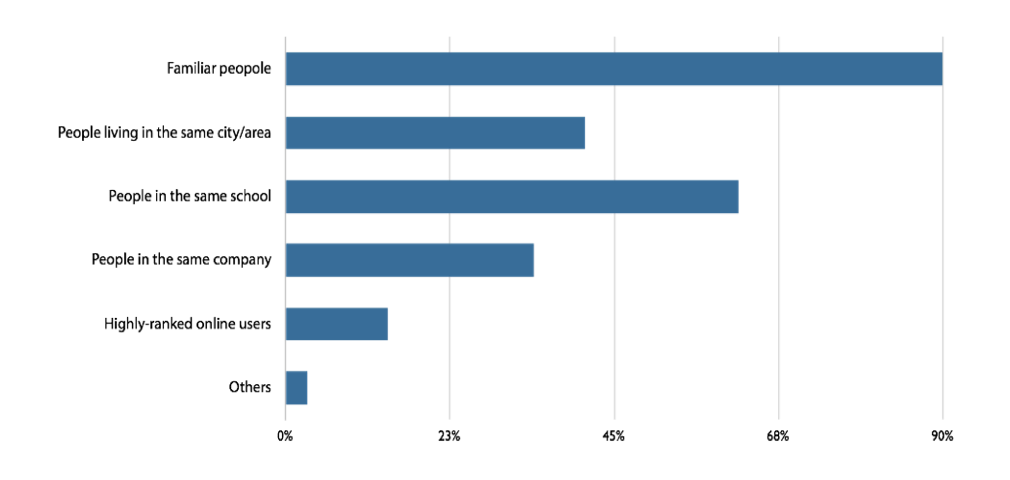 Familiar peopole
People living in the same city/area
People in the same school
People in the same company
Highly-ranked online users
Others
0% 23% 45% 68% 90%